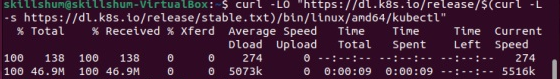 skillshum@skillshum-VirtualBox:~$ curl -LO "https://dl.k8s.io/release/$(curl -L
-s https://dl.k8s.io/release/stable.txt)/bin/linux/amd64/kubectl"
  % Total    % Received % Xferd  Average Speed   Time    Time     Time  Current
                                 Dload  Upload   Total   Spent    Left  Speed
100   138  100   138    0     0    274      0 --:--:-- --:--:-- --:--:--   274
100 46.9M  100 46.9M    0     0  5073k      0  0:00:09  0:00:09 --:--:-- 5516k